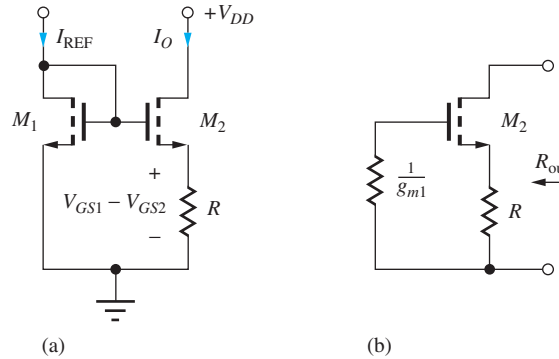 +V_DD
I_REF
I_O
M_1
M_2
+
V_GS1 − V_GS2
R
−
(a)
M_2
1/g_m1
R_ou
R
(b)